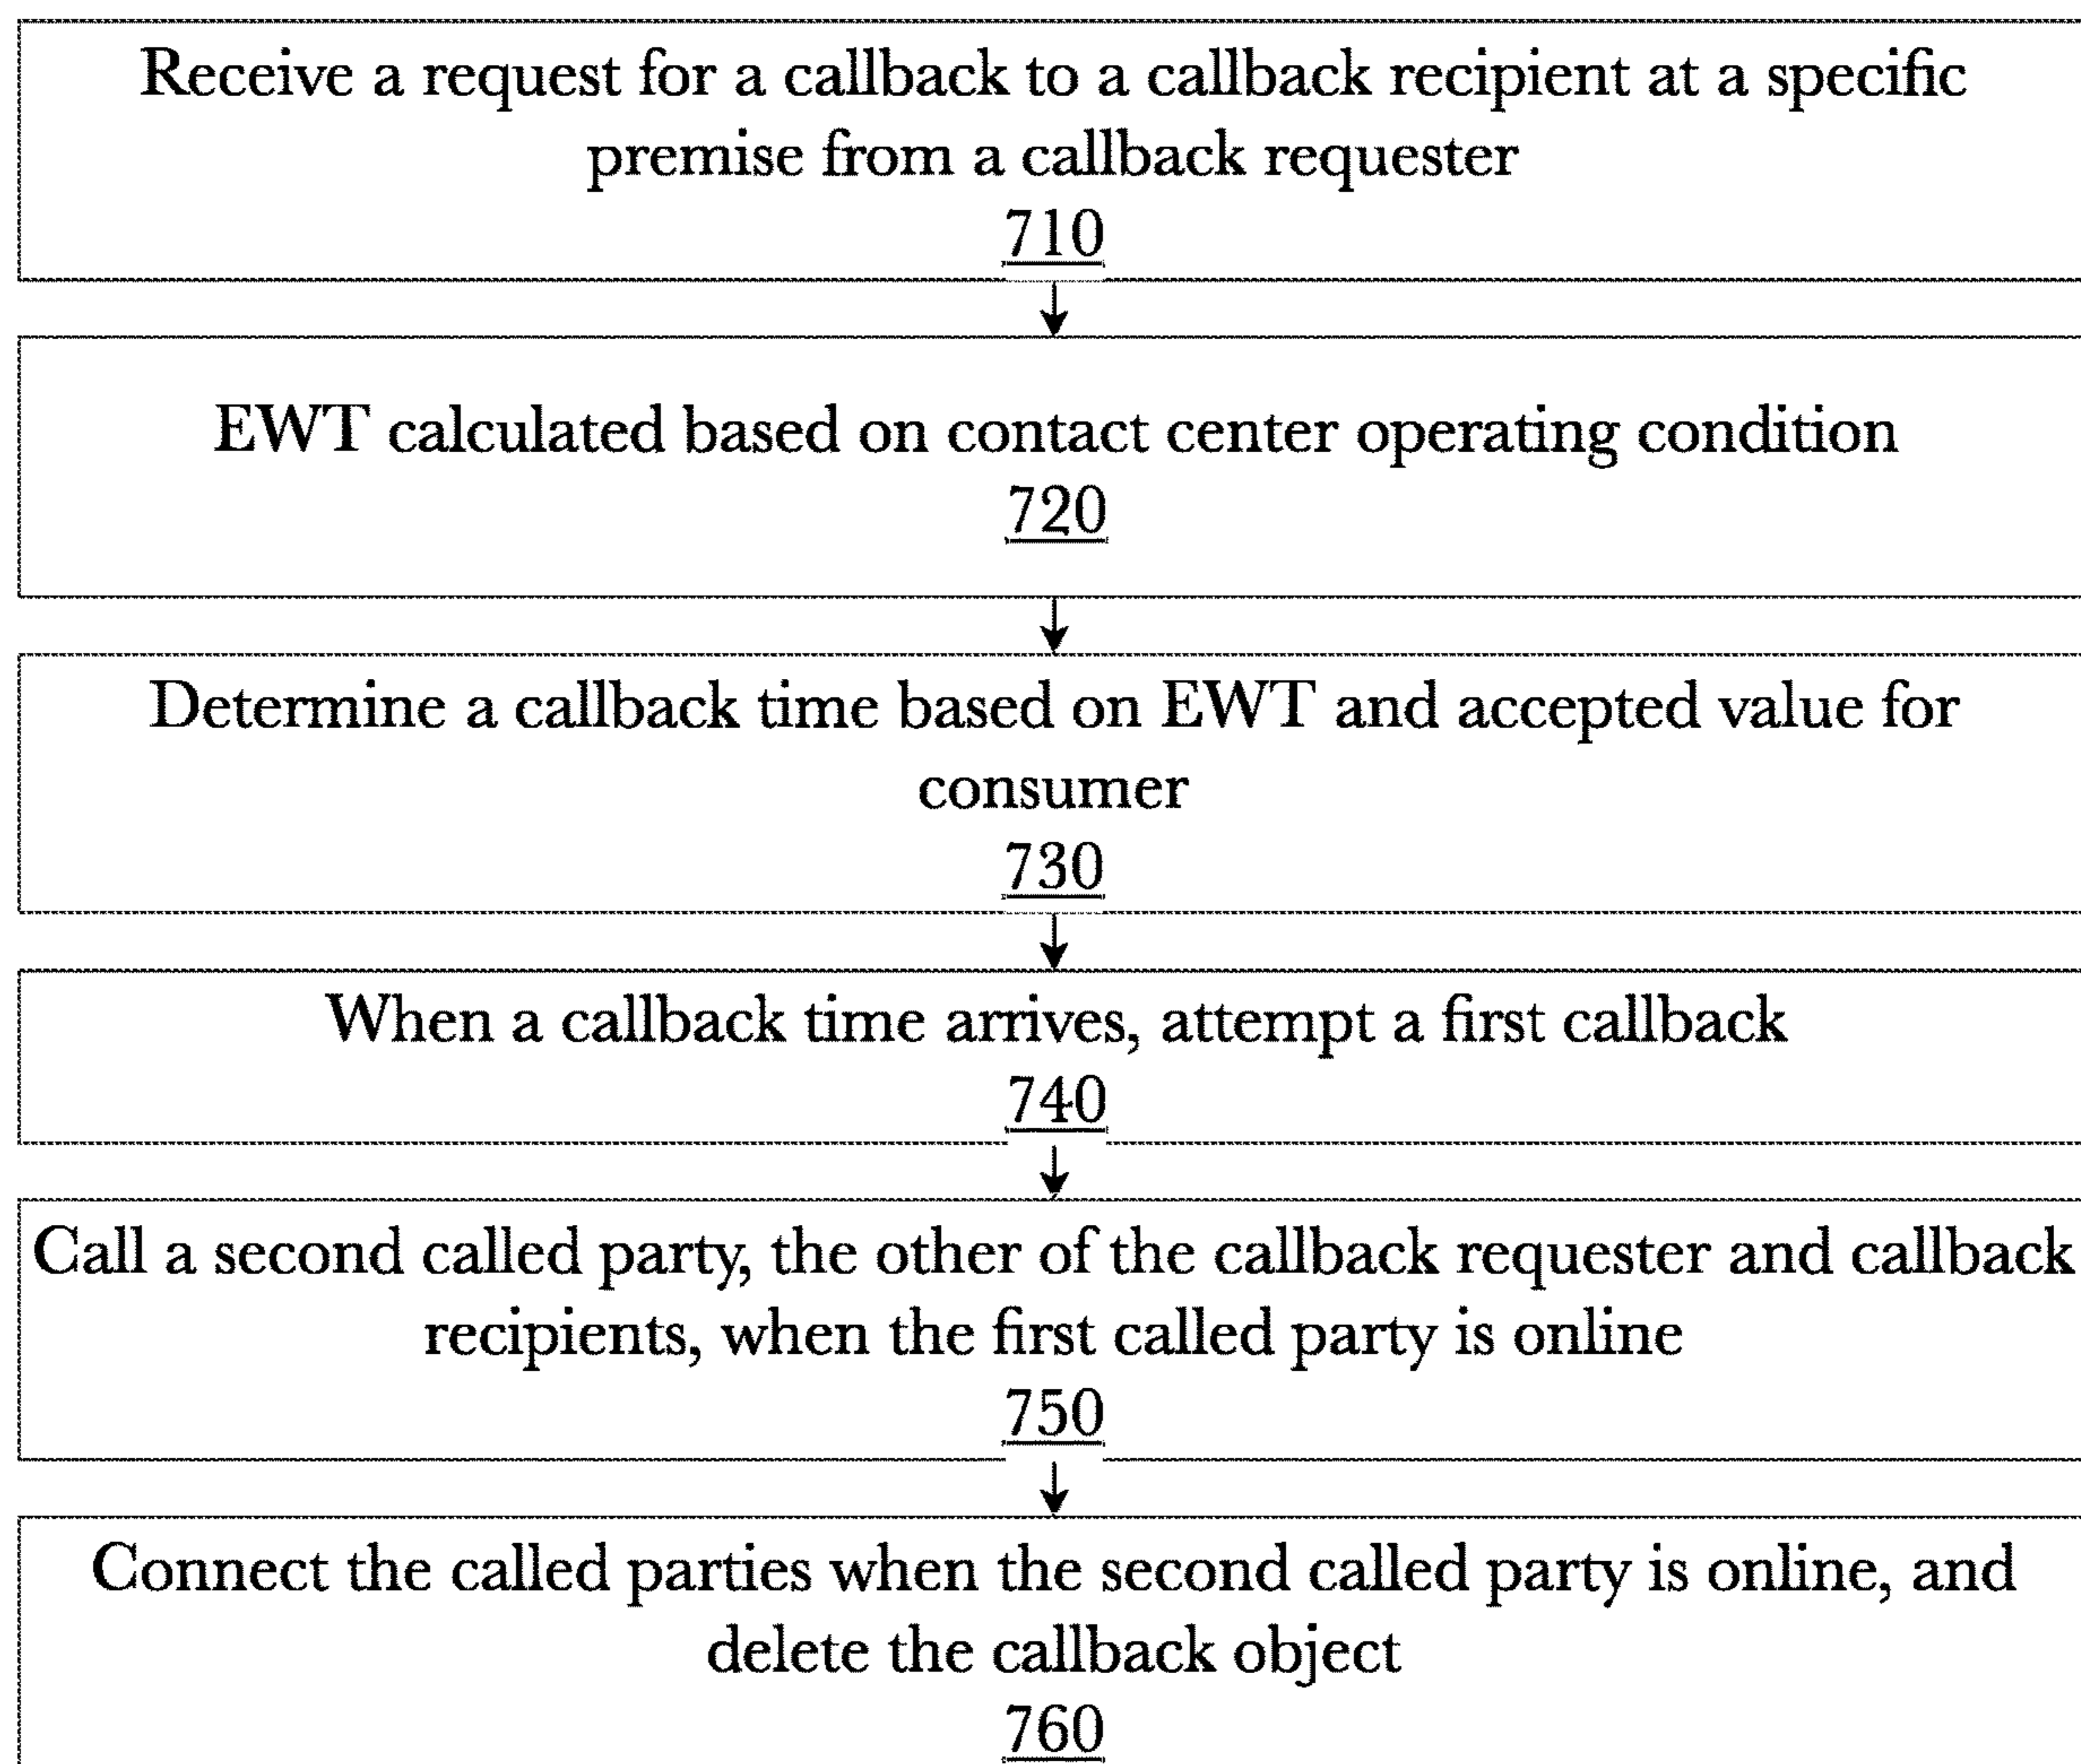 Receive a request for a callback to a callback recipient at a specific
premise from a callback requester
710
EWT calculated based on contact center operating condition
720
Determine a callback time based on EWT and accepted value for
consumer
730
When a callback time arrives, attempt a first callback
740
Call a second called party, the other of the callback requester and callback
recipients, when the first called party is online
750
Connect the called parties when the second called party is online, and
delete the callback object
760